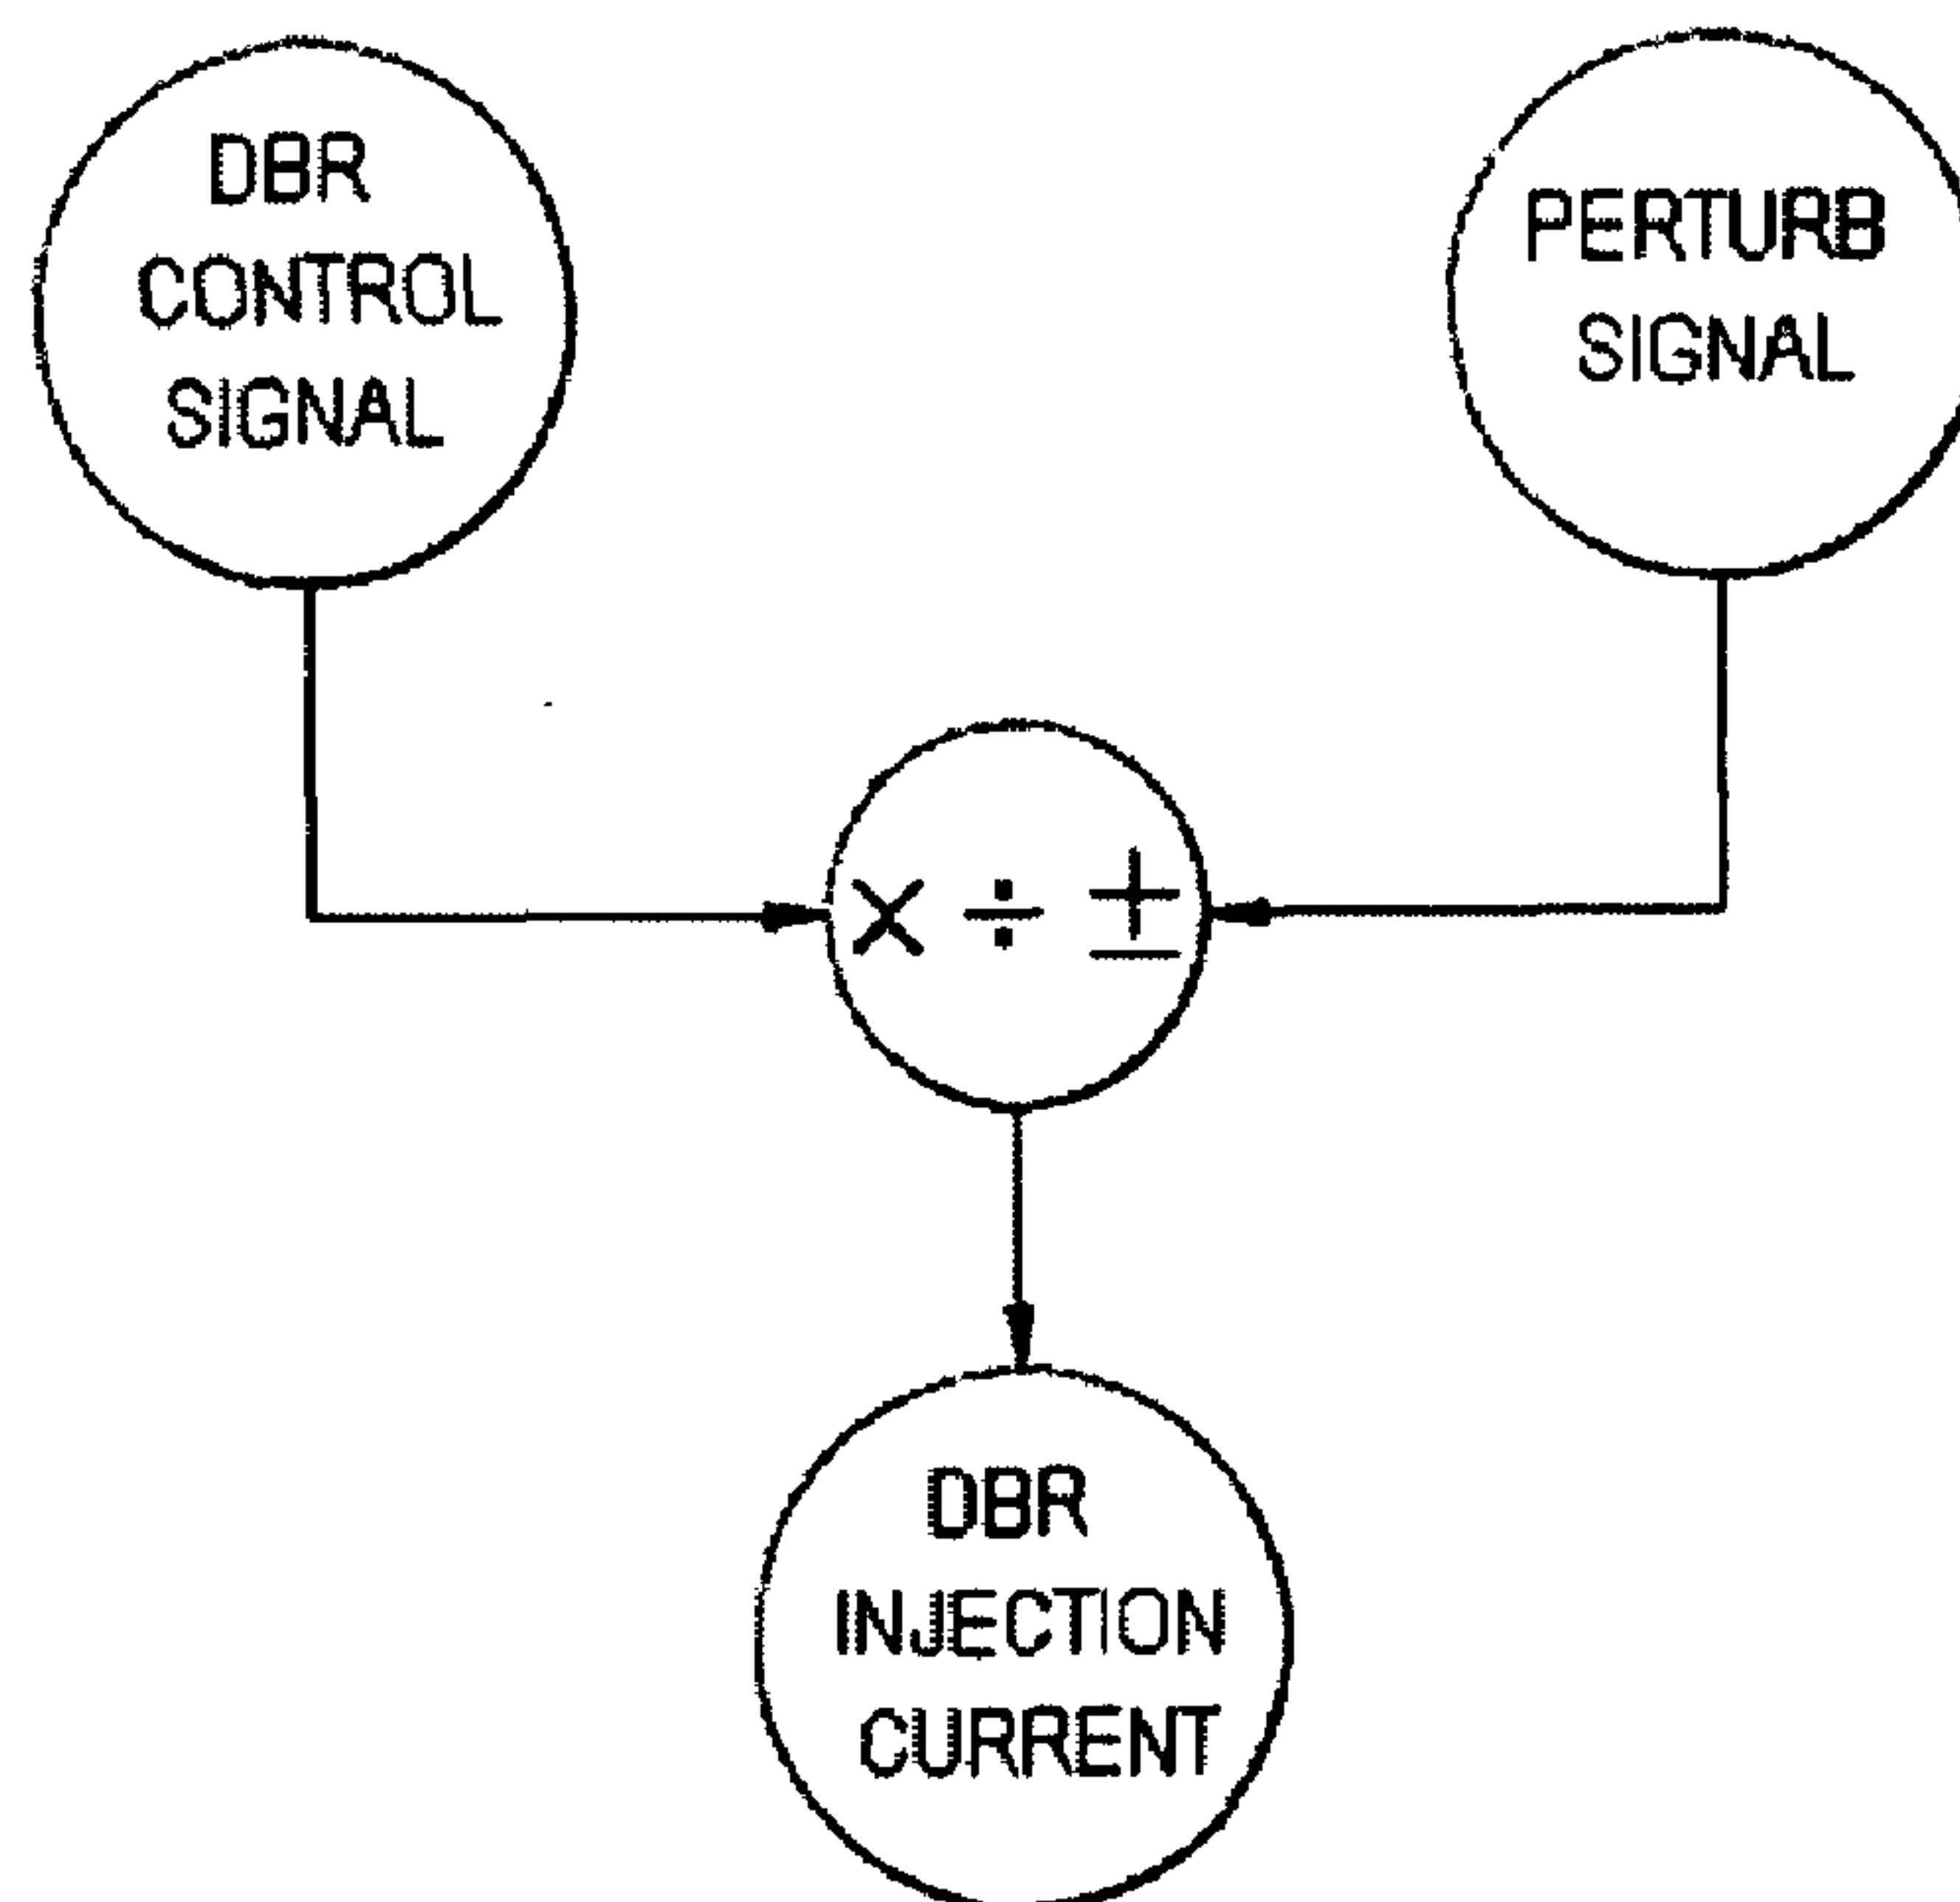 DBR
CONTROL
SIGNAL
PERTURB
SIGNAL
× ÷ ±
DBR
INJECTION
CURRENT